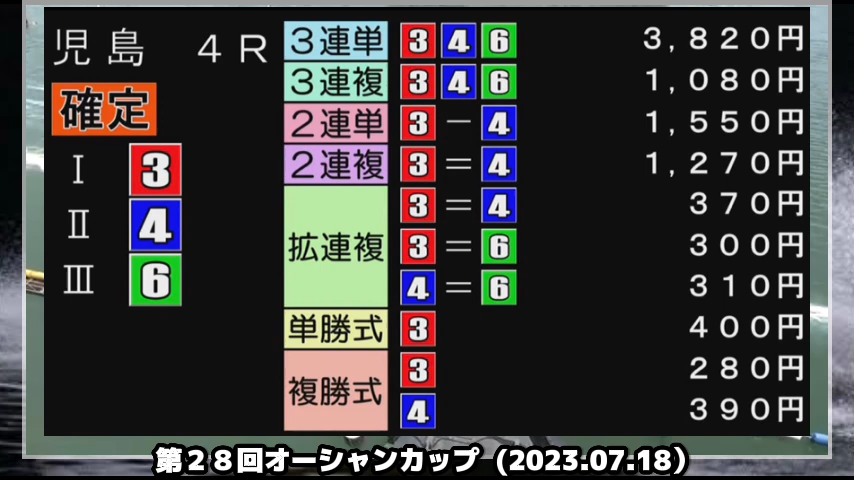 児島 4R
確定
Ⅰ 3
Ⅱ 4
Ⅲ 6
3連単 3 4 6 3,820円
3連複 3 4 6 1,080円
2連単 3 － 4 1,550円
2連複 3 ＝ 4 1,270円
拡連複 3 ＝ 4 370円
3 ＝ 6 300円
4 ＝ 6 310円
単勝式 3 400円
複勝式 3 280円
4 390円
第２８回オーシャンカップ（2023.07.18）